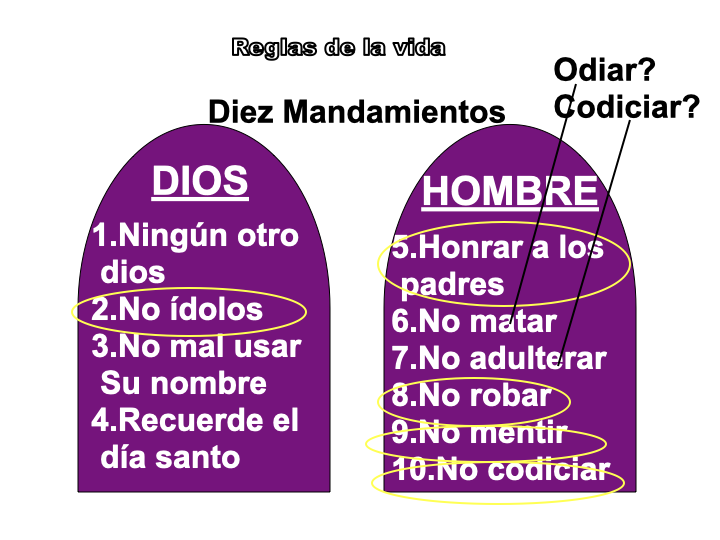 Reglas de la vida
Odiar?
Codiciar?
Diez Mandamientos
DIOS
1.Ningún otro
dios
2.No ídolos
3.No mal usar
Su nombre
4.Recuerde el
día santo
HOMBRE
5.Honrar a los
padres
6.No matar
7.No adulterar
8.No robar
9.No mentir
10.No codiciar